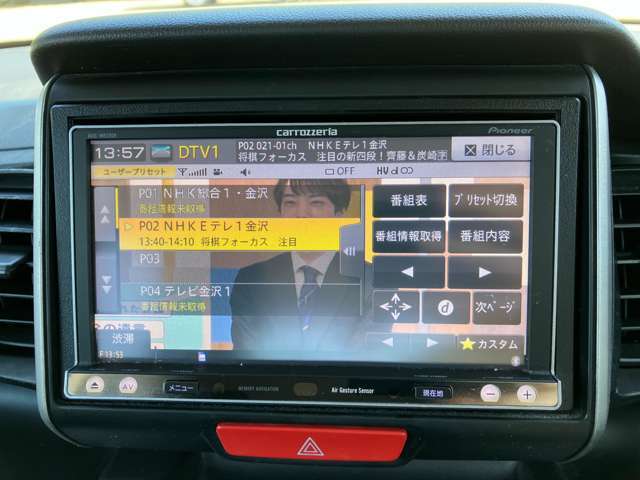 carrozzeria
Pioneer
13:57
DTV1
P02 021-01ch NHKEテレ1金沢
将棋フォーカス 注目の新四段!齊藤&炭崎
閉じる
ユーザープリセット
OFF
HV
P01 NHK総合1・金沢
番組情報未取得
P02 NHKEテレ1金沢
13:40-14:10 将棋フォーカス 注目
P03
P04 テレビ金沢1
番組情報未取得
番組表
プリセット切換
番組情報取得
番組内容
d
次ページ
カスタム
渋滞
13:53
AV
メニュー
MEMORY NAVIGATION
Air Gesture Sensor
現在地